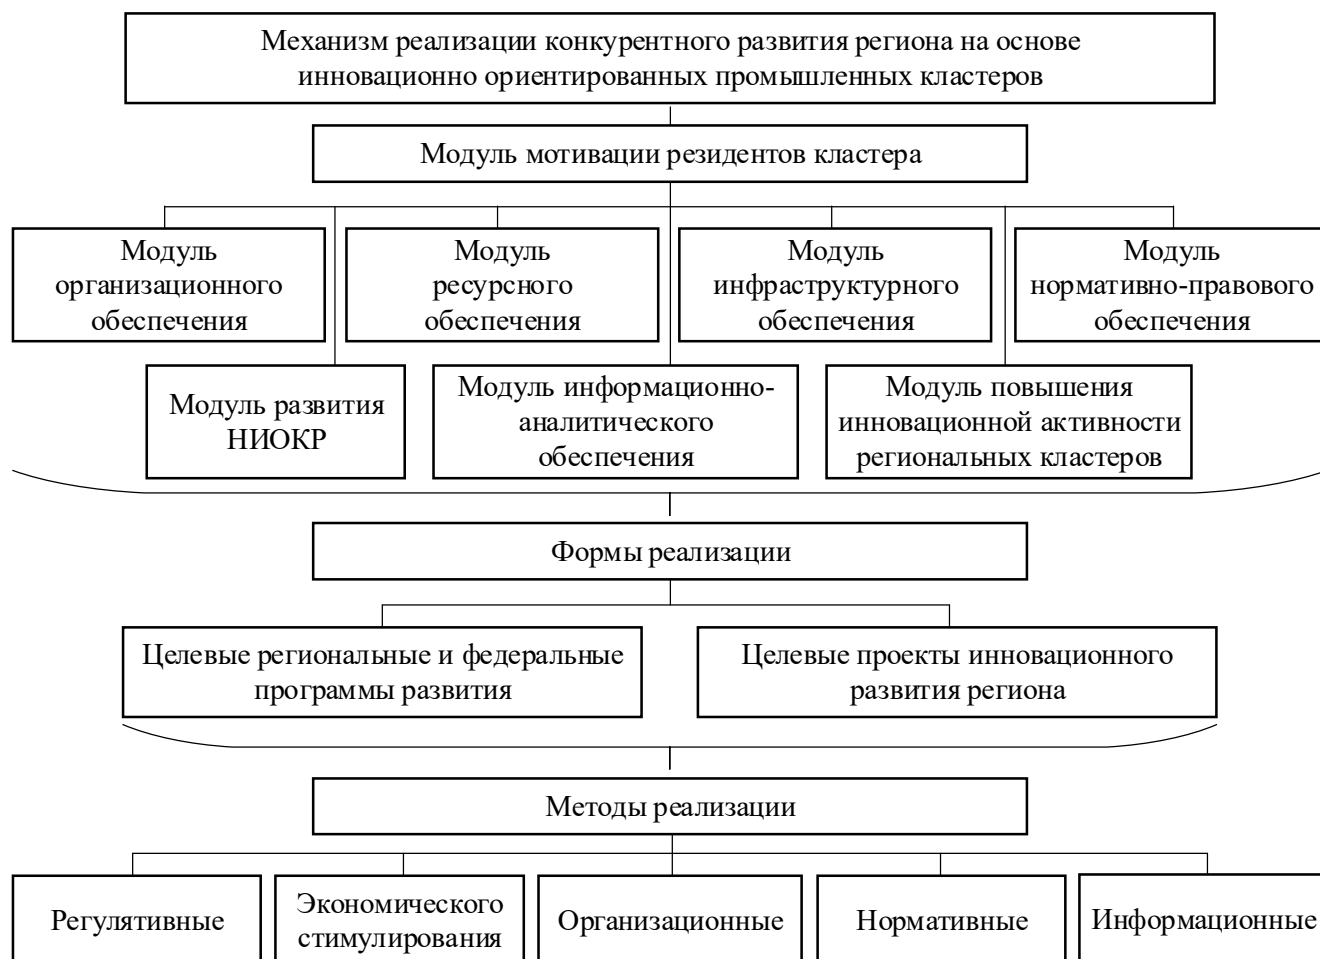 Механизм реализации конкурентного развития региона на основе
инновационно ориентированных промышленных кластеров
Модуль мотивации резидентов кластера
Модуль
организационного
обеспечения
Модуль
ресурсного
обеспечения
Модуль
инфраструктурного
обеспечения
Модуль
нормативно-правового
обеспечения
Модуль развития
НИОКР
Модуль информационно-
аналитического
обеспечения
Модуль повышения
инновационной активности
региональных кластеров
Формы реализации
Целевые региональные и федеральные
программы развития
Целевые проекты инновационного
развития региона
Методы реализации
Регулятивные
Экономического
стимулирования
Организационные
Нормативные
Информационные